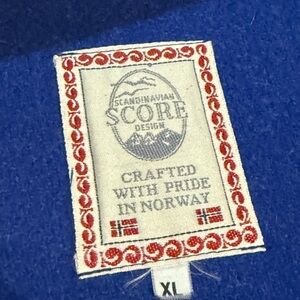 SCANDINAVIAN
SCORE
DESIGN
CRAFTED
WITH PRIDE
IN NORWAY
XL